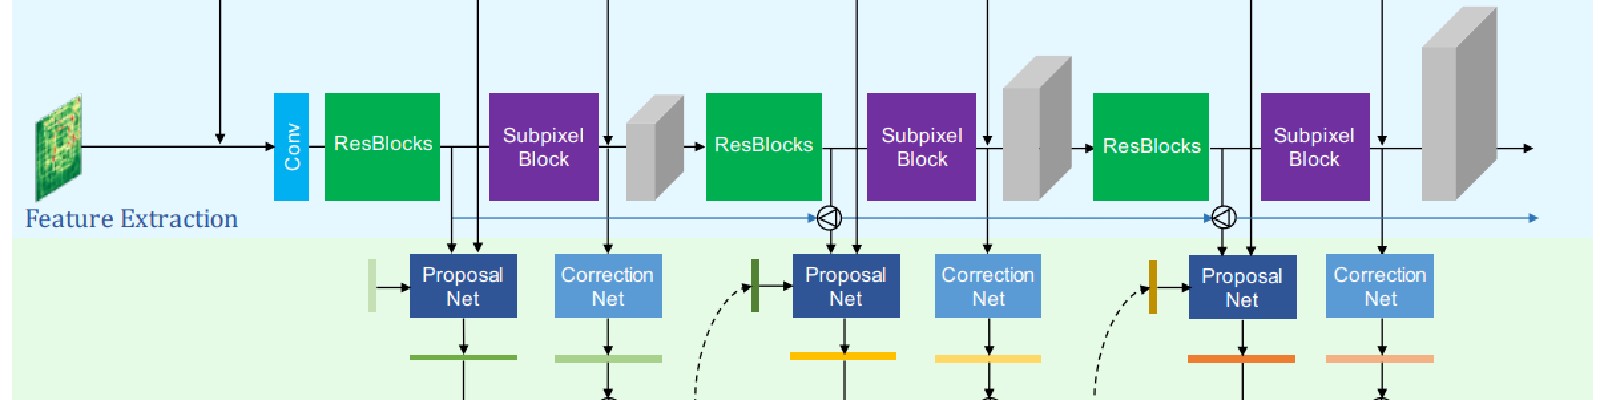 Conv
ResBlocks
Subpixel
Block
ResBlocks
Subpixel
Block
ResBlocks
Subpixel
Block
Feature Extraction
Proposal
Net
Correction
Net
Proposal
Net
Correction
Net
Proposal
Net
Correction
Net